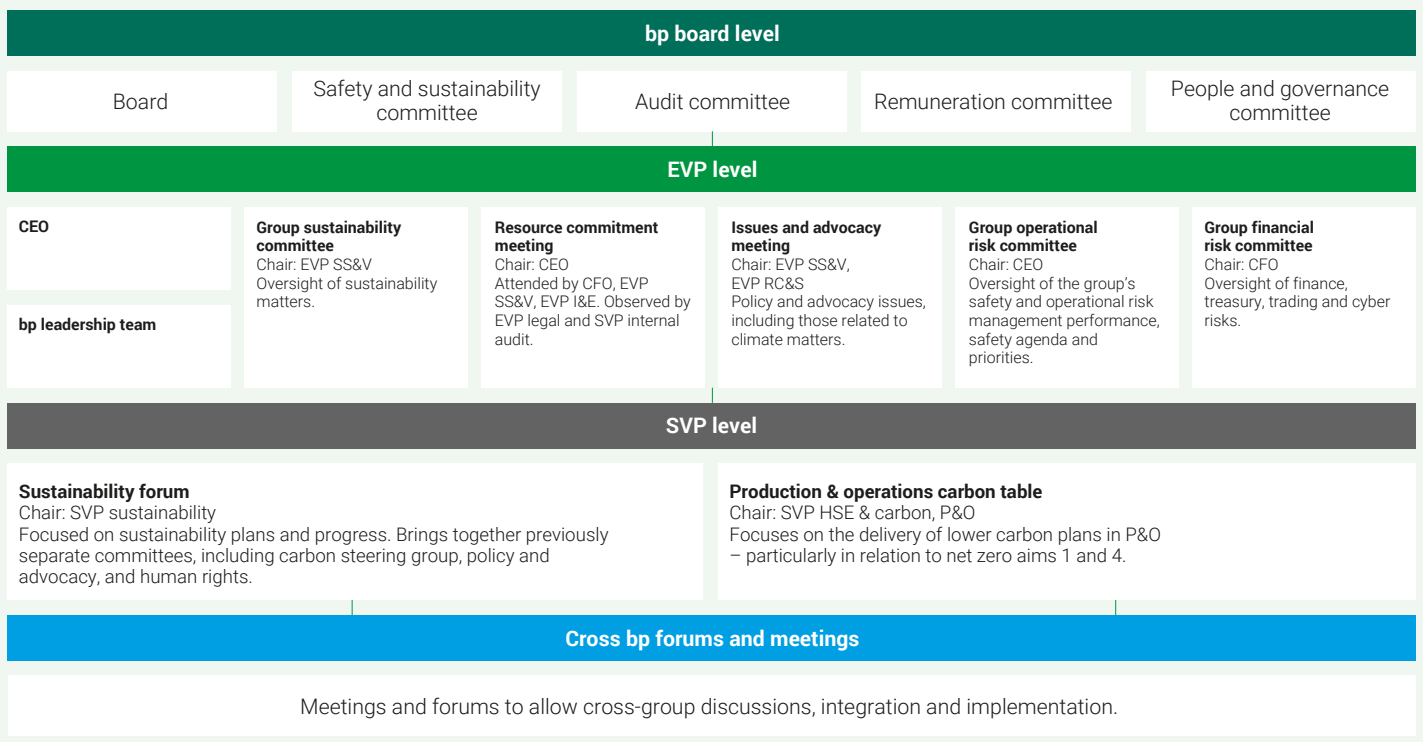 bp board level
Board
Safety and sustainability
committee
Audit committee
Remuneration committee
People and governance
committee
EVP level
CEO
bp leadership team
Group sustainability
committee
Chair: EVP SS&V
Oversight of sustainability
matters.
Resource commitment
meeting
Chair: CEO
Attended by CFO, EVP
SS&V, EVP I&E. Observed by
EVP legal and SVP internal
audit.
Issues and advocacy
meeting
Chair: EVP SS&V,
EVP RC&S
Policy and advocacy issues,
including those related to
climate matters.
Group operational
risk committee
Chair: CEO
Oversight of the group's
safety and operational risk
management performance,
safety agenda and
priorities.
Group financial
risk committee
Chair: CFO
Oversight of finance,
treasury, trading and cyber
risks.
SVP level
Sustainability forum
Chair: SVP sustainability
Focused on sustainability plans and progress. Brings together previously
separate committees, including carbon steering group, policy and
advocacy, and human rights.
Production & operations carbon table
Chair: SVP HSE & carbon, P&O
Focuses on the delivery of lower carbon plans in P&O
– particularly in relation to net zero aims 1 and 4.
Cross bp forums and meetings
Meetings and forums to allow cross-group discussions, integration and implementation.